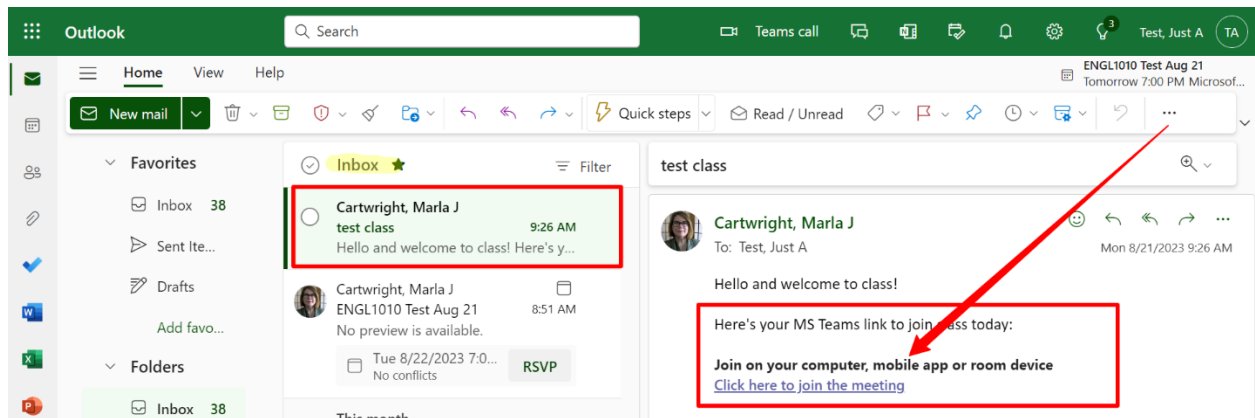 Outlook
Search
Teams call
3
Test, Just A
TA
Home View Help
ENGL1010 Test Aug 21
Tomorrow 7:00 PM Microsof...
New mail
Quick steps
Read / Unread
...
Favorites
Inbox 38
Sent Ite...
Drafts
Add favo...
Folders
Inbox 38
Inbox
Filter
Cartwright, Marla J
test class 9:26 AM
Hello and welcome to class! Here's y...
Cartwright, Marla J
ENGL1010 Test Aug 21 8:51 AM
No preview is available.
Tue 8/22/2023 7:0...
No conflicts
RSVP
This month
test class
Cartwright, Marla J
To: Test, Just A
Mon 8/21/2023 9:26 AM
Hello and welcome to class!
Here's your MS Teams link to join class today:
Join on your computer, mobile app or room device
Click here to join the meeting